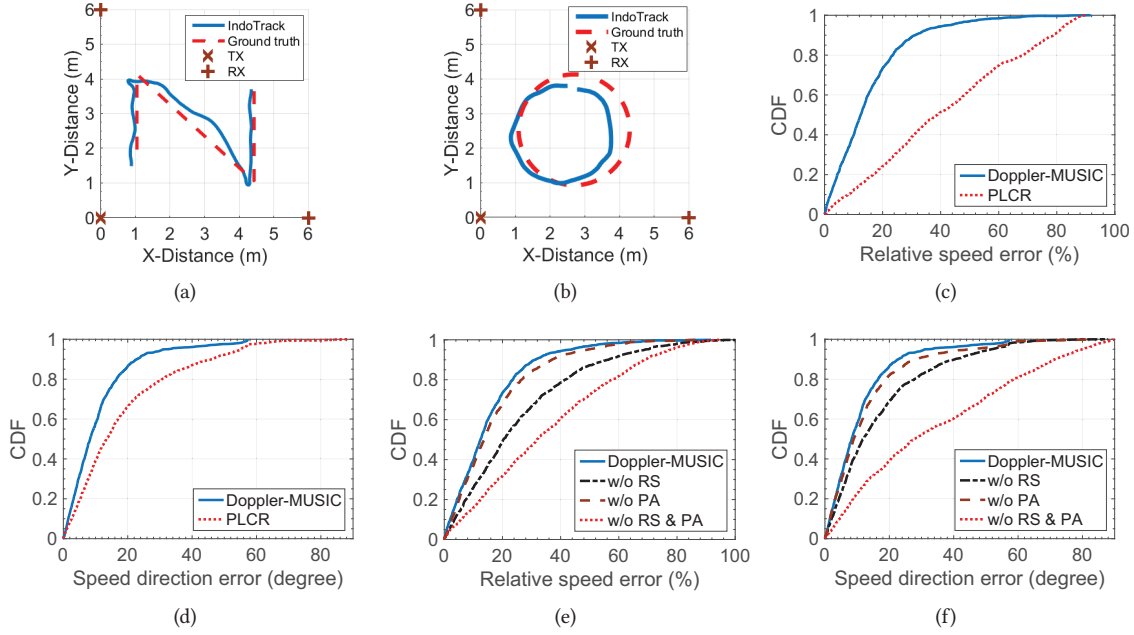 6
5
4
3
2
1
0
0 1 2 3 4 5 6
Y-Distance (m)
X-Distance (m)
IndoTrack
Ground truth
TX
RX
(a)
6
5
4
3
2
1
0
0 1 2 3 4 5 6
Y-Distance (m)
X-Distance (m)
IndoTrack
Ground truth
TX
RX
(b)
1
0.8
0.6
0.4
0.2
0
0 20 40 60 80 100
CDF
Relative speed error (%)
Doppler-MUSIC
PLCR
(c)
1
0.8
0.6
0.4
0.2
0
0 20 40 60 80
CDF
Speed direction error (degree)
Doppler-MUSIC
PLCR
(d)
1
0.8
0.6
0.4
0.2
0
0 20 40 60 80 100
CDF
Relative speed error (%)
Doppler-MUSIC
w/o RS
w/o PA
w/o RS & PA
(e)
1
0.8
0.6
0.4
0.2
0
0 20 40 60 80
CDF
Speed direction error (degree)
Doppler-MUSIC
w/o RS
w/o PA
w/o RS & PA
(f)